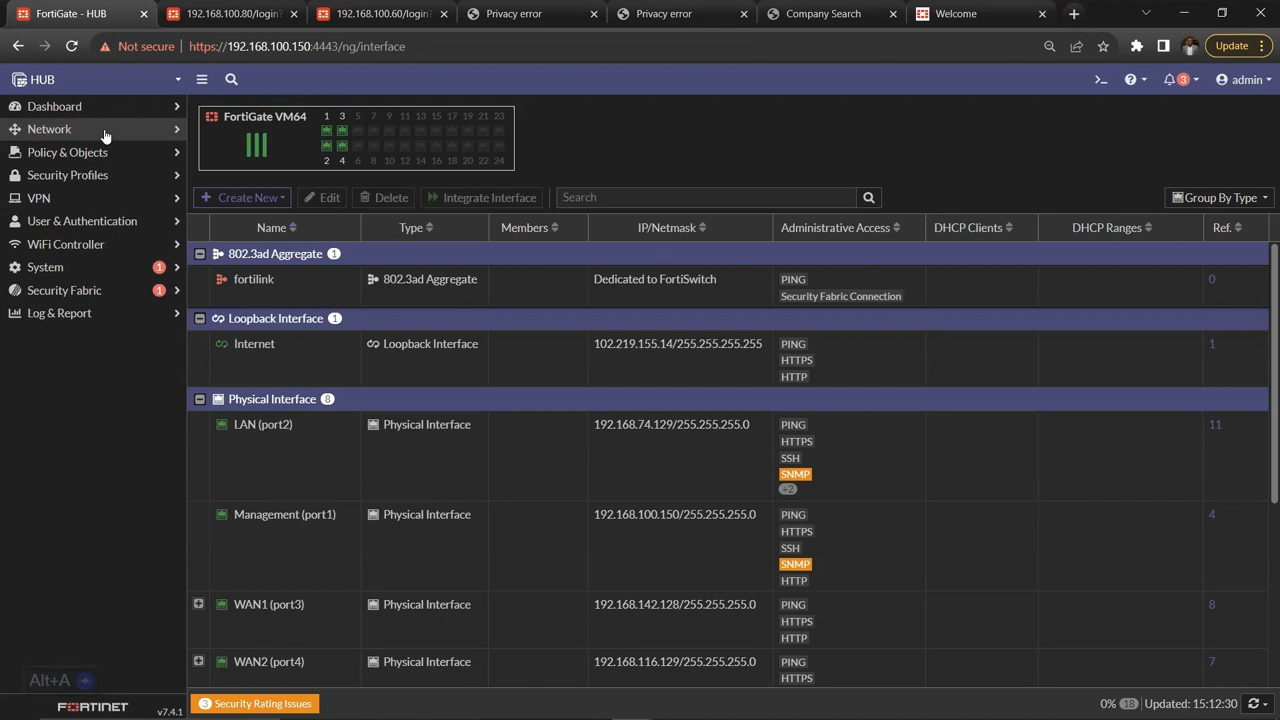 FortiGate - HUB
192.168.100.80/login?
192.168.100.60/login?
Privacy error
Privacy error
Company Search
Welcome
Not secure
https://192.168.100.150:4443/ng/interface
Update
HUB
3
admin
Dashboard
Network
Policy & Objects
Security Profiles
VPN
User & Authentication
WiFi Controller
System 1
Security Fabric 1
Log & Report
FortiGate VM64
1 3 5 7 9 11 13 15 17 19 21 23
2 4 6 8 10 12 14 16 18 20 22 24
Create New
Edit
Delete
Integrate Interface
Search
Group By Type
Name Type Members IP/Netmask Administrative Access DHCP Clients DHCP Ranges Ref.
802.3ad Aggregate 1
fortilink 802.3ad Aggregate Dedicated to FortiSwitch PING 0
Security Fabric Connection
Loopback Interface 1
Internet Loopback Interface 102.219.155.14/255.255.255.255 PING 1
HTTPS
HTTP
Physical Interface 8
LAN (port2) Physical Interface 192.168.74.129/255.255.255.0 PING 11
HTTPS
SSH
SNMP
+2
Management (port1) Physical Interface 192.168.100.150/255.255.255.0 PING 4
HTTPS
SSH
SNMP
HTTP
WAN1 (port3) Physical Interface 192.168.142.128/255.255.255.0 PING 8
HTTPS
HTTP
WAN2 (port4) Physical Interface 192.168.116.129/255.255.255.0 PING 7
HTTPS
Alt+A
FORTINET v7.4.1
3 Security Rating Issues
0% 18 Updated: 15:12:30